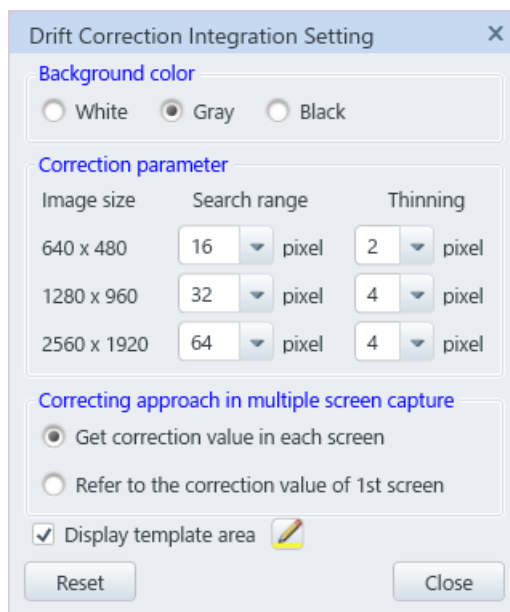 Drift Correction Integration Setting
Background color
White Gray Black
Correction parameter
Image size Search range Thinning
640 x 480 16 pixel 2 pixel
1280 x 960 32 pixel 4 pixel
2560 x 1920 64 pixel 4 pixel
Correcting approach in multiple screen capture
Get correction value in each screen
Refer to the correction value of 1st screen
Display template area
Reset Close